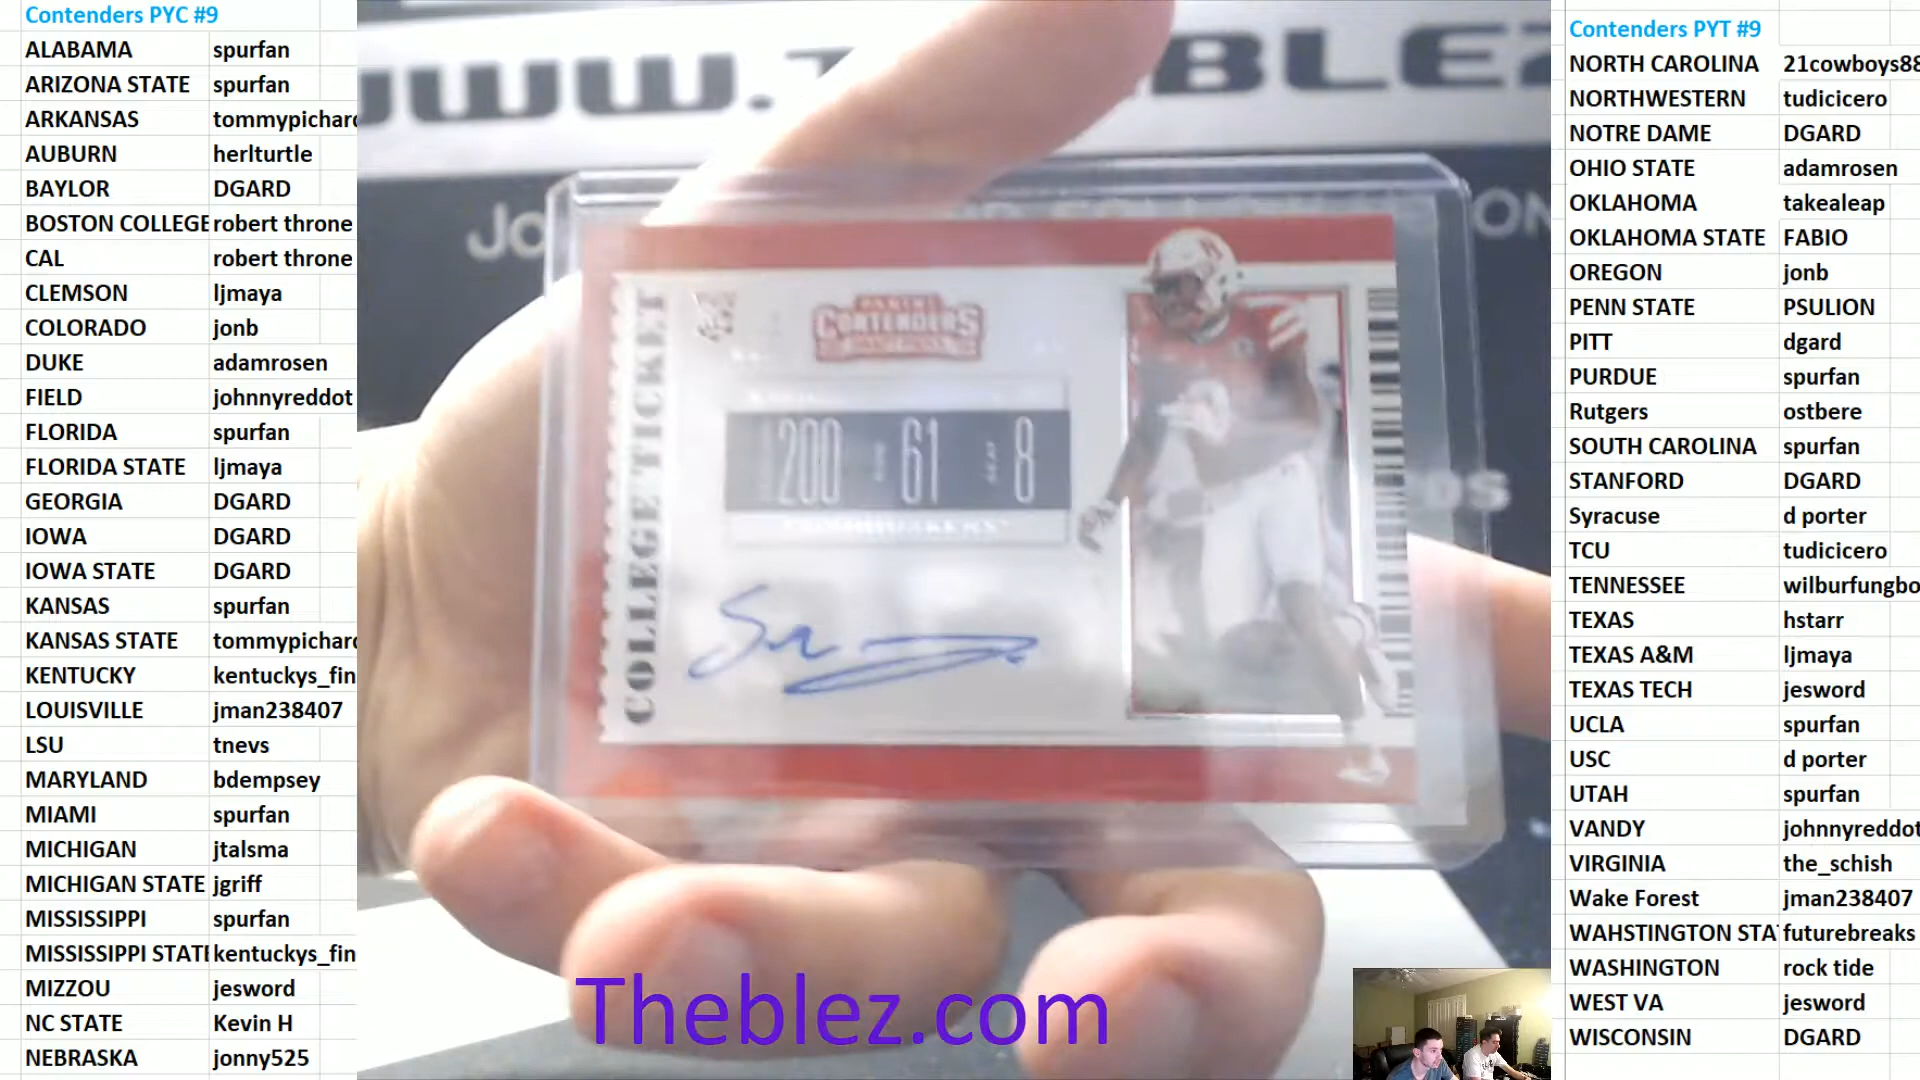 Contenders PYC #9
ALABAMA spurfan
ARIZONA STATE spurfan
ARKANSAS tommypichard
AUBURN herlturtle
BAYLOR DGARD
BOSTON COLLEGE robert throne
CAL robert throne
CLEMSON ljmaya
COLORADO jonb
DUKE adamrosen
FIELD johnnyreddot
FLORIDA spurfan
FLORIDA STATE ljmaya
GEORGIA DGARD
IOWA DGARD
IOWA STATE DGARD
KANSAS spurfan
KANSAS STATE tommypichard
KENTUCKY kentuckys_fin
LOUISVILLE jman238407
LSU tnevs
MARYLAND bdempsey
MIAMI spurfan
MICHIGAN jtalsma
MICHIGAN STATE jgriff
MISSISSIPPI spurfan
MISSISSIPPI STATE kentuckys_fin
MIZZOU jesword
NC STATE Kevin H
NEBRASKA jonny525
PANINI
CONTENDERS
COLLEGE TICKET
200 61 8
CORNHUSKERS
Theblez.com
Contenders PYT #9
NORTH CAROLINA 21cowboys88
NORTHWESTERN tudicicero
NOTRE DAME DGARD
OHIO STATE adamrosen
OKLAHOMA takealeap
OKLAHOMA STATE FABIO
OREGON jonb
PENN STATE PSULION
PITT dgard
PURDUE spurfan
Rutgers ostbere
SOUTH CAROLINA spurfan
STANFORD DGARD
Syracuse d porter
TCU tudicicero
TENNESSEE wilburfungbo
TEXAS hstarr
TEXAS A&M ljmaya
TEXAS TECH jesword
UCLA spurfan
USC d porter
UTAH spurfan
VANDY johnnyreddot
VIRGINIA the_schish
Wake Forest jman238407
WAHSTINGTON STA futurebreaks
WASHINGTON rock tide
WEST VA jesword
WISCONSIN DGARD